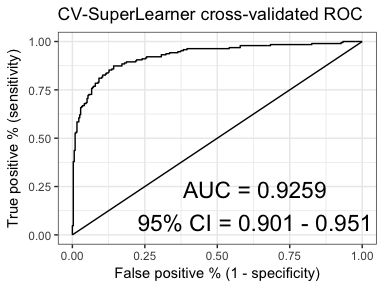 CV-SuperLearner cross-validated ROC
True positive % (sensitivity)
1.00
0.75
0.50
0.25
0.00
AUC = 0.9259
95% CI = 0.901 - 0.951
0.00 0.25 0.50 0.75 1.00
False positive % (1 - specificity)